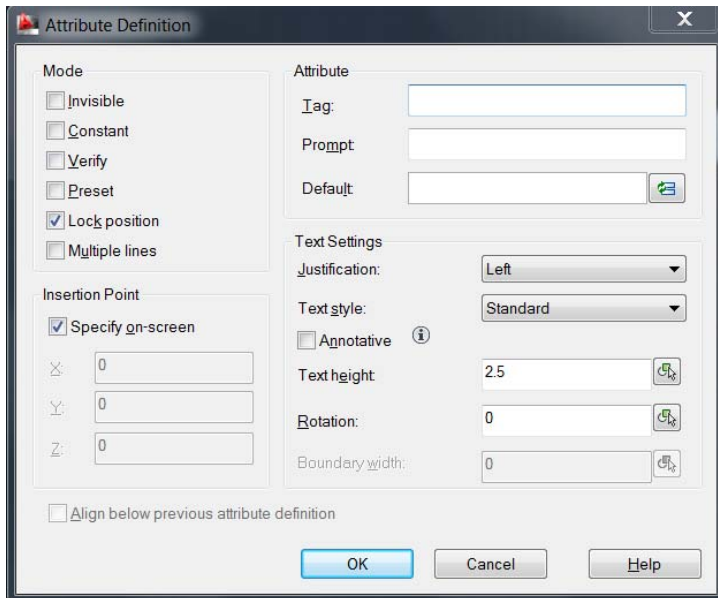 Attribute Definition
X
Mode
Invisible
Constant
Verify
Preset
Lock position
Multiple lines
Insertion Point
Specify on-screen
X: 0
Y: 0
Z: 0
Align below previous attribute definition
Attribute
Tag:
Prompt
Default:
Text Settings
Justification: Left
Text style: Standard
Annotative
Text height 2.5
Rotation: 0
Boundary width: 0
OK Cancel Help